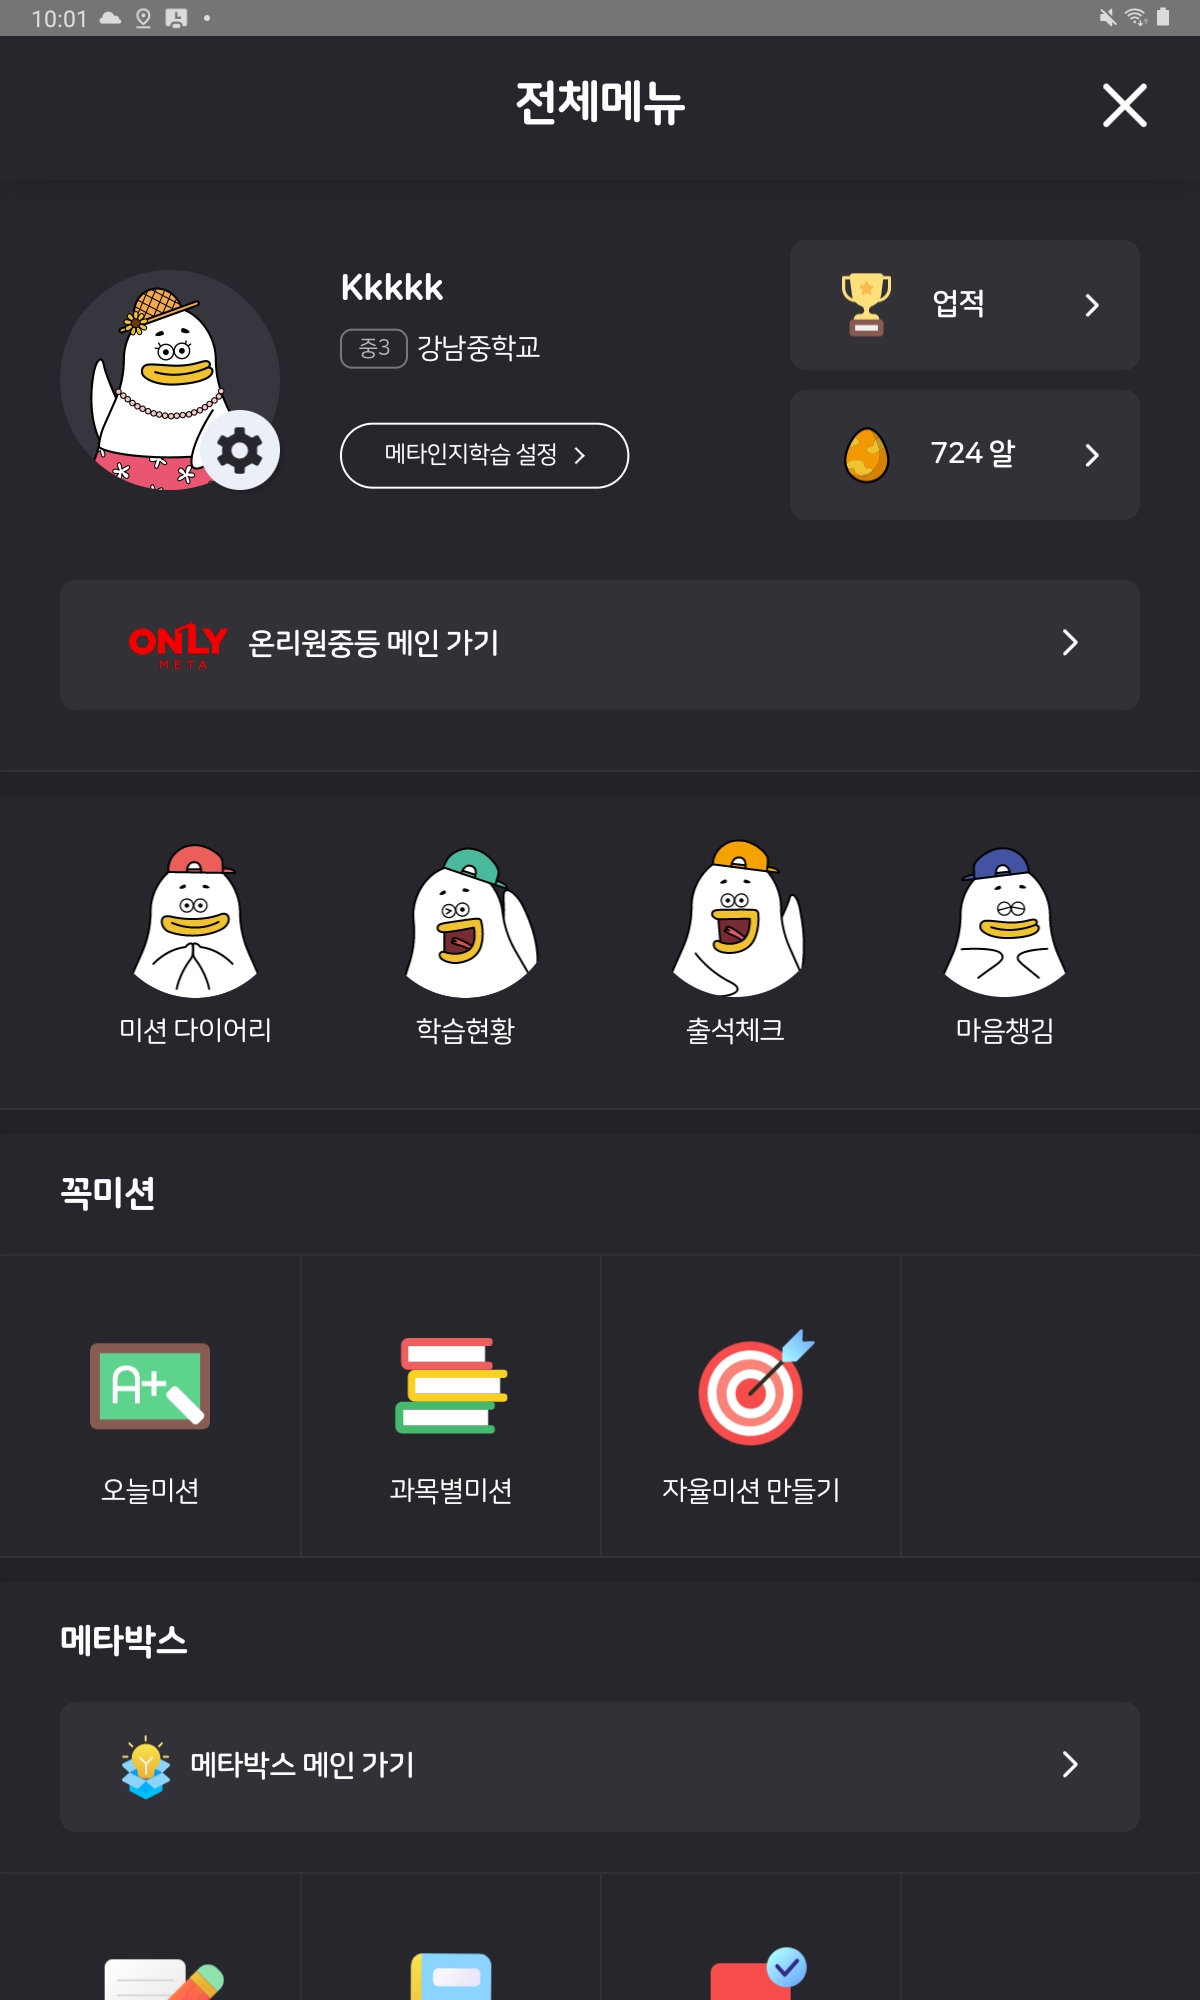 10:01
전체메뉴
Kkkkk
중3 강남중학교
메타인지학습 설정
업적
724 알
ONLY
META
온리원중등 메인 가기
미션 다이어리
학습현황
출석체크
마음챙김
꼭미션
A+
오늘미션
과목별미션
자율미션 만들기
메타박스
메타박스 메인 가기